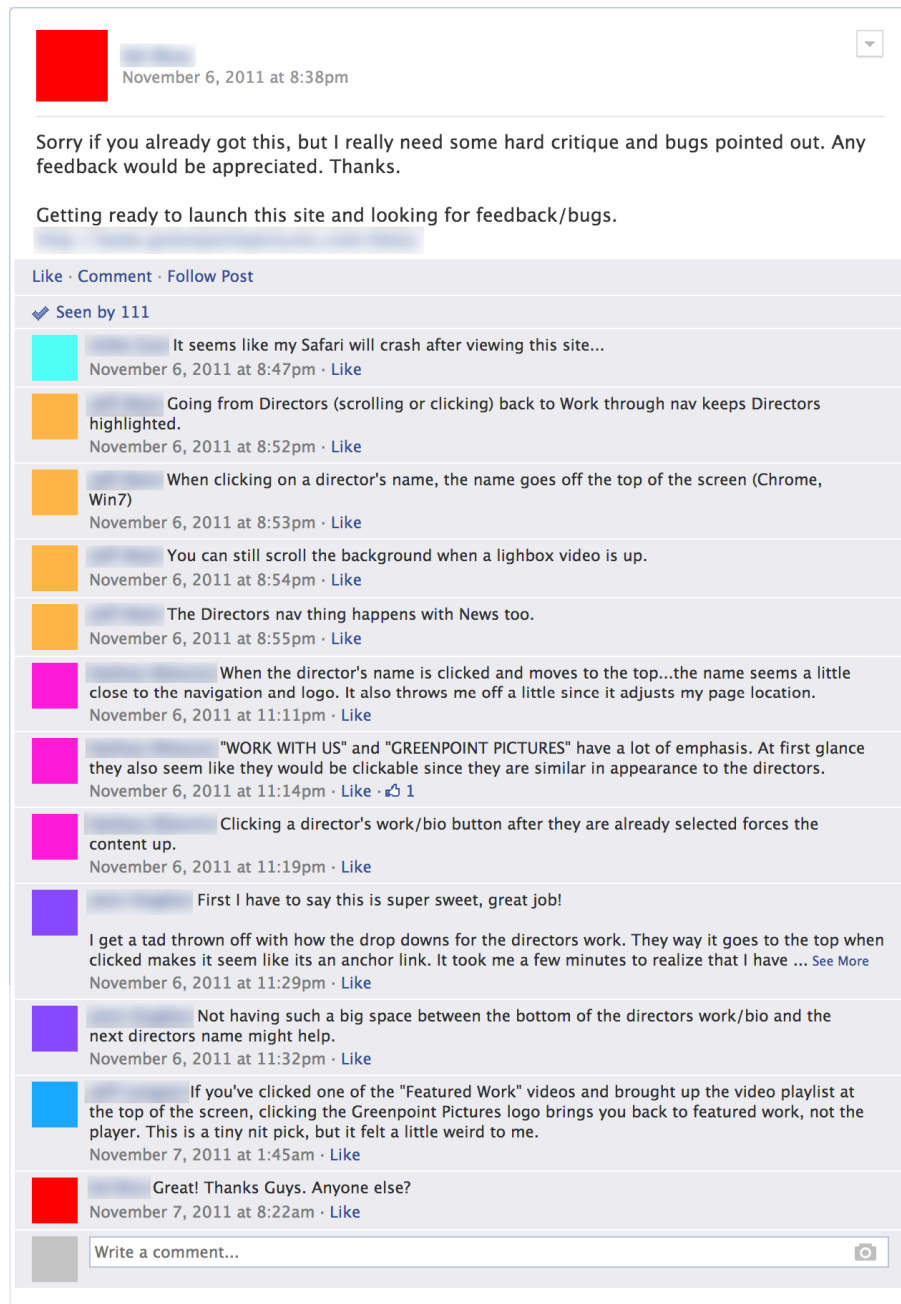 November 6, 2011 at 8:38pm
Sorry if you already got this, but I really need some hard critique and bugs pointed out. Any
feedback would be appreciated. Thanks.
Getting ready to launch this site and looking for feedback/bugs.
Like · Comment · Follow Post
Seen by 111
It seems like my Safari will crash after viewing this site...
November 6, 2011 at 8:47pm · Like
Going from Directors (scrolling or clicking) back to Work through nav keeps Directors
highlighted.
November 6, 2011 at 8:52pm · Like
When clicking on a director's name, the name goes off the top of the screen (Chrome,
Win7)
November 6, 2011 at 8:53pm · Like
You can still scroll the background when a lighbox video is up.
November 6, 2011 at 8:54pm · Like
The Directors nav thing happens with News too.
November 6, 2011 at 8:55pm · Like
When the director's name is clicked and moves to the top...the name seems a little
close to the navigation and logo. It also throws me off a little since it adjusts my page location.
November 6, 2011 at 11:11pm · Like
"WORK WITH US" and "GREENPOINT PICTURES" have a lot of emphasis. At first glance
they also seem like they would be clickable since they are similar in appearance to the directors.
November 6, 2011 at 11:14pm · Like · 1
Clicking a director's work/bio button after they are already selected forces the
content up.
November 6, 2011 at 11:19pm · Like
First I have to say this is super sweet, great job!
I get a tad thrown off with how the drop downs for the directors work. They way it goes to the top when
clicked makes it seem like its an anchor link. It took me a few minutes to realize that I have ... See More
November 6, 2011 at 11:29pm · Like
Not having such a big space between the bottom of the directors work/bio and the
next directors name might help.
November 6, 2011 at 11:32pm · Like
If you've clicked one of the "Featured Work" videos and brought up the video playlist at
the top of the screen, clicking the Greenpoint Pictures logo brings you back to featured work, not the
player. This is a tiny nit pick, but it felt a little weird to me.
November 7, 2011 at 1:45am · Like
Great! Thanks Guys. Anyone else?
November 7, 2011 at 8:22am · Like
Write a comment...